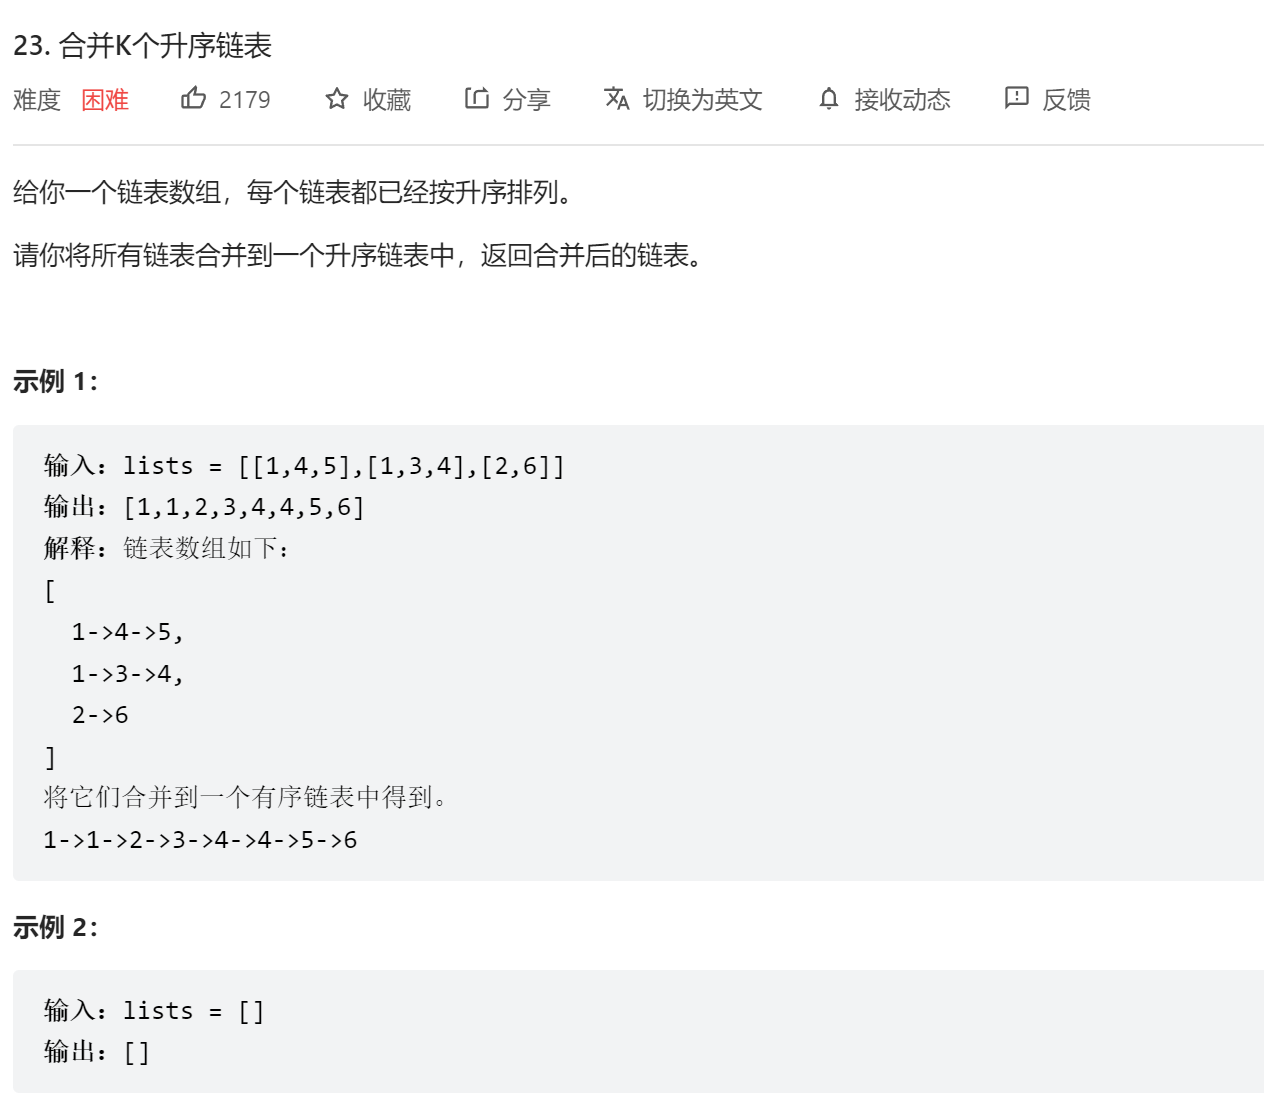 23. 合并K个升序链表
难度 困难 2179 收藏 分享 切换为英文 接收动态 反馈
给你一个链表数组，每个链表都已经按升序排列。
请你将所有链表合并到一个升序链表中，返回合并后的链表。
示例 1：
输入：lists = [[1,4,5],[1,3,4],[2,6]]
输出：[1,1,2,3,4,4,5,6]
解释：链表数组如下：
[
  1->4->5,
  1->3->4,
  2->6
]
将它们合并到一个有序链表中得到。
1->1->2->3->4->4->5->6
示例 2：
输入：lists = []
输出：[]